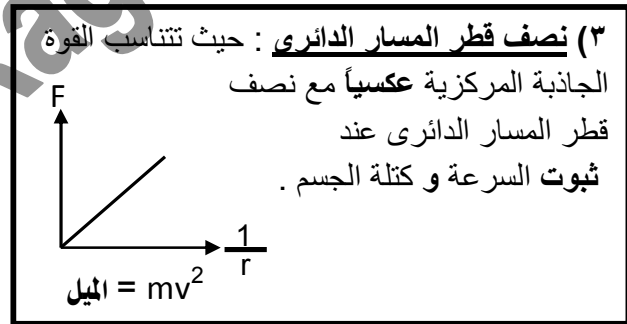 ٣) نصف قطر المسار الدائرى : حيث تتناسب القوة
الجاذبة المركزية عكسياً مع نصف
قطر المسار الدائرى عند
ثبوت السرعة و كتلة الجسم .
F
1
r
الميل = mv²